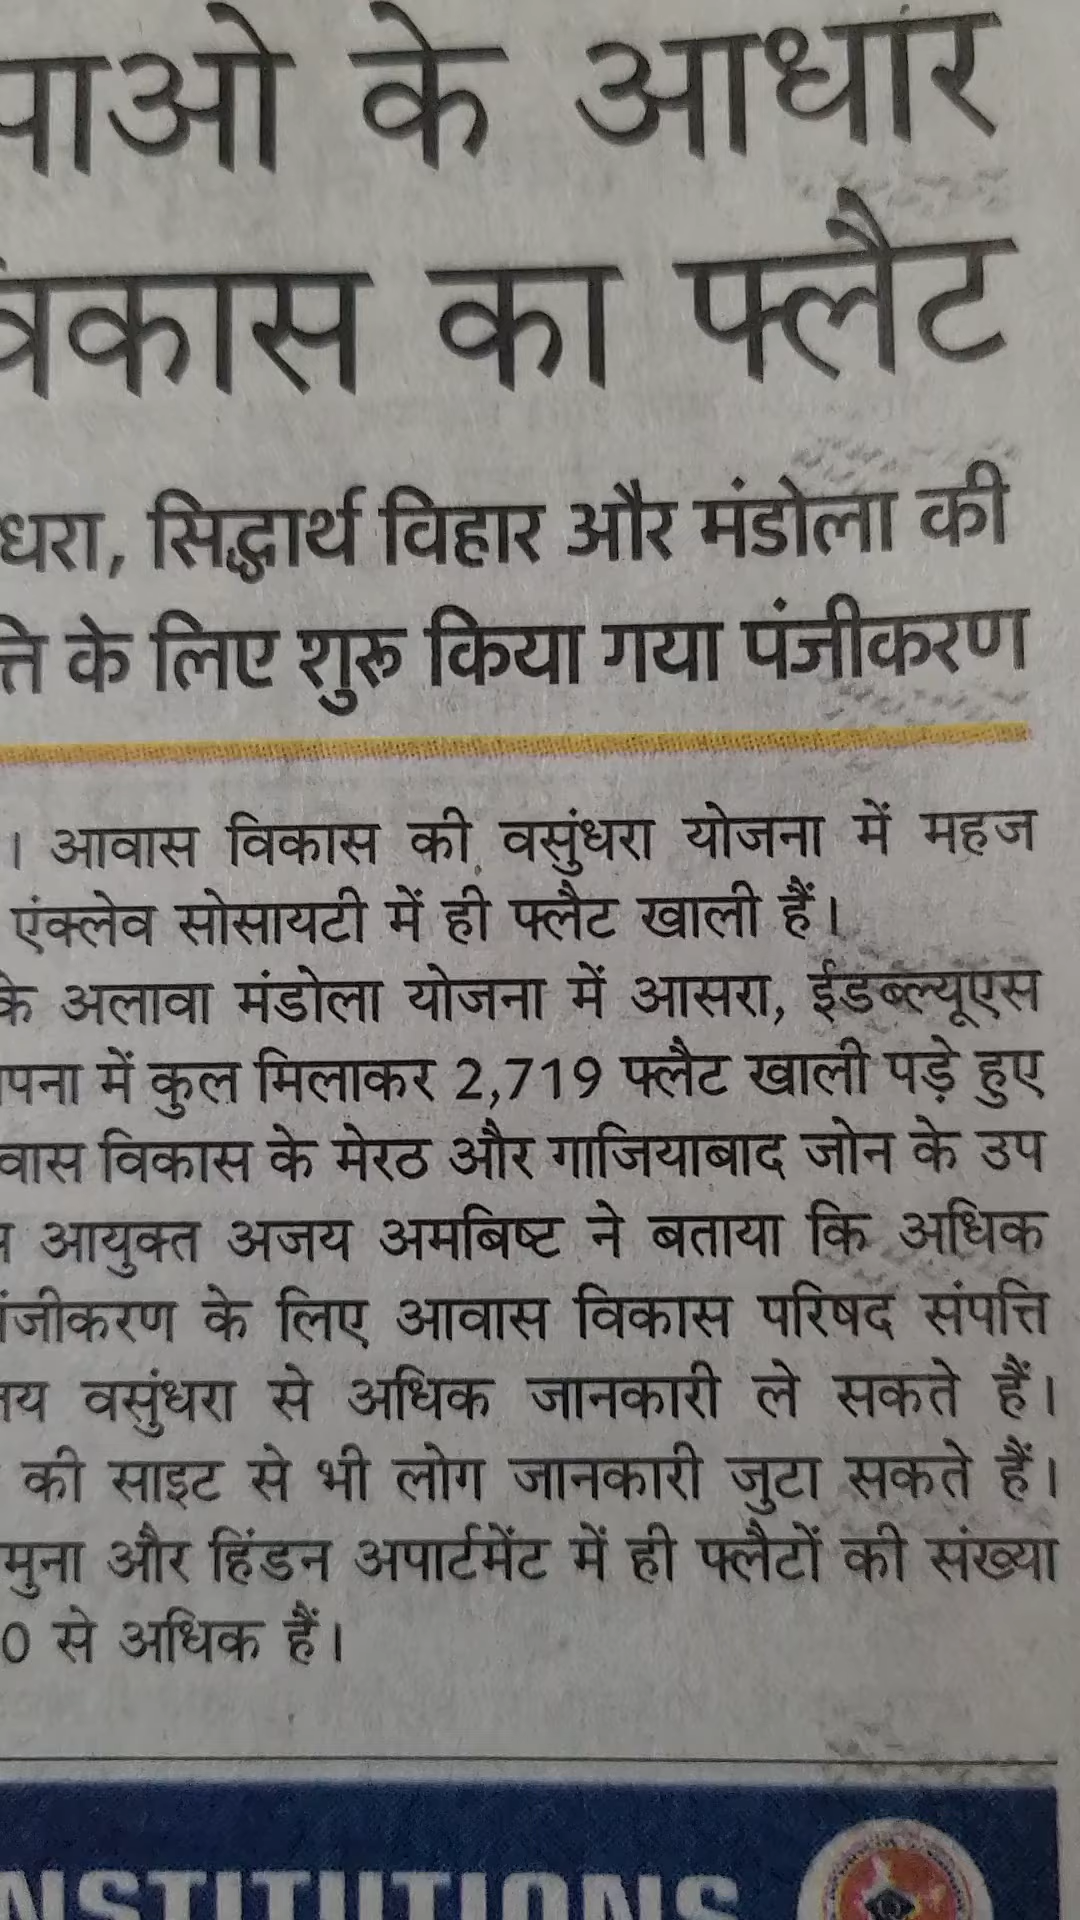 पाओ के आधार
वकास का फ्लैट
धरा, सिद्धार्थ विहार और मंडोला की
त्ति के लिए शुरू किया गया पंजीकरण
। आवास विकास की वसुंधरा योजना में महज
एंक्लेव सोसायटी में ही फ्लैट खाली हैं।
के अलावा मंडोला योजना में आसरा, ईडब्ल्यूएस
पना में कुल मिलाकर 2,719 फ्लैट खाली पड़े हुए
वास विकास के मेरठ और गाजियाबाद जोन के उप
आयुक्त अजय अमबिष्ट ने बताया कि अधिक
ंजीकरण के लिए आवास विकास परिषद संपत्ति
य वसुंधरा से अधिक जानकारी ले सकते हैं।
की साइट से भी लोग जानकारी जुटा सकते हैं।
मुना और हिंडन अपार्टमेंट में ही फ्लैटों की संख्या
0 से अधिक हैं।
NSTITUTIONS